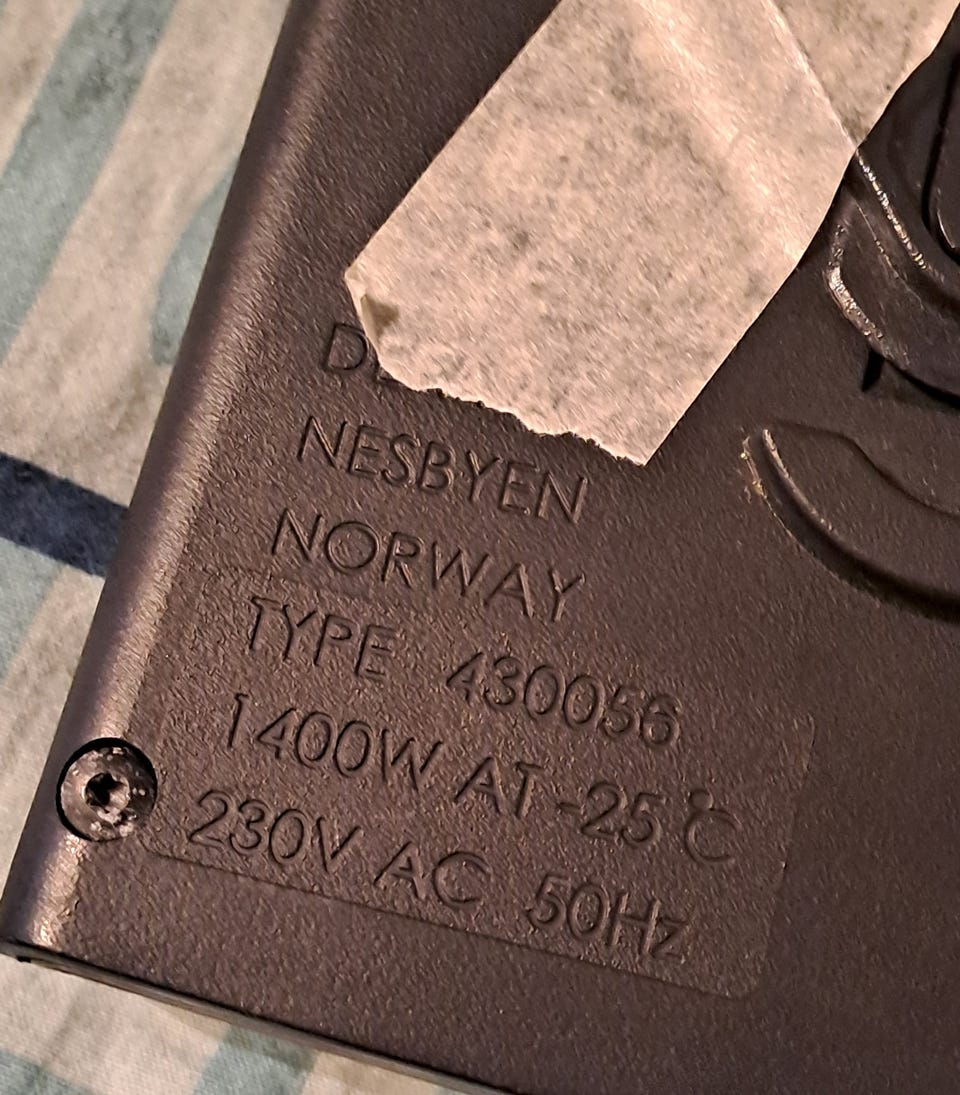 NESBYEN
NORWAY
TYPE 430056
1400W AT -25°C
230V AC 50Hz